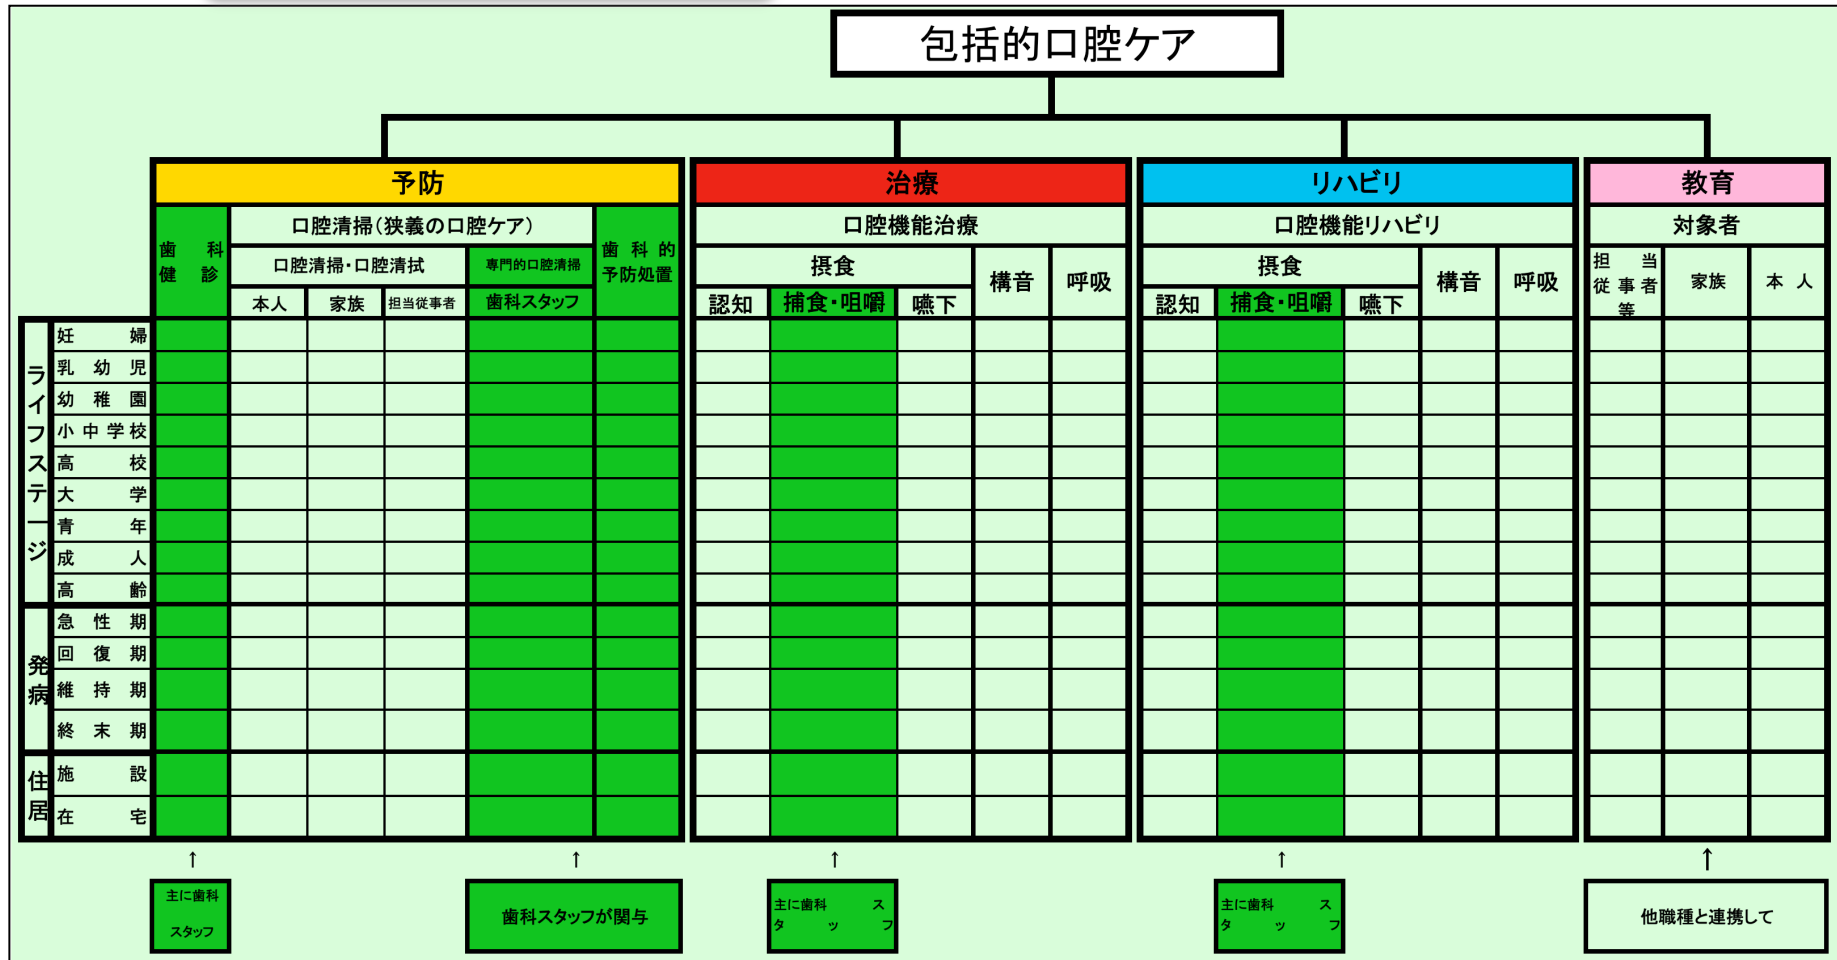 包括的口腔ケア
予防
治療
リハビリ
教育
歯科
健診
口腔清掃(狭義の口腔ケア)
口腔清掃・口腔清拭
専門的口腔清掃
本人
家族
担当従事者
歯科スタッフ
歯科的
予防処置
口腔機能治療
摂食
認知
捕食・咀嚼
嚥下
構音
呼吸
口腔機能リハビリ
摂食
認知
捕食・咀嚼
嚥下
構音
呼吸
対象者
担当
従事者
等
家族
本人
ライフステージ
妊婦
乳幼児
幼稚園
小中学校
高校
大学
青年
成人
高齢
発病
急性期
回復期
維持期
終末期
住居
施設
在宅
↑
↑
↑
↑
↑
主に歯科
スタッフ
歯科スタッフが関与
主に歯科ス
タッフ
主に歯科ス
タッフ
他職種と連携して